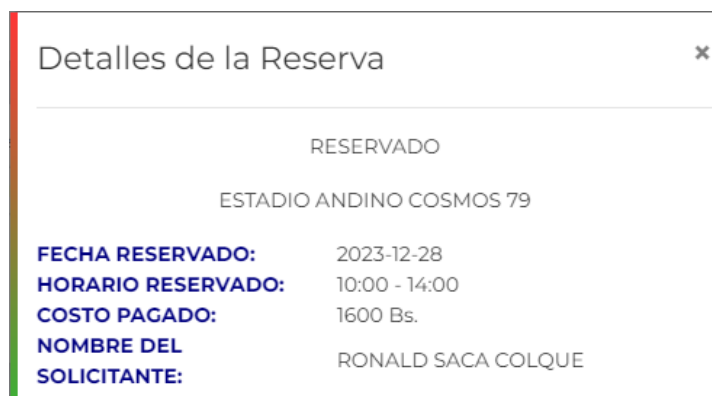 Detalles de la Reserva ×
RESERVADO
ESTADIO ANDINO COSMOS 79
FECHA RESERVADO: 2023-12-28
HORARIO RESERVADO: 10:00 - 14:00
COSTO PAGADO: 1600 Bs.
NOMBRE DEL
SOLICITANTE: RONALD SACA COLQUE